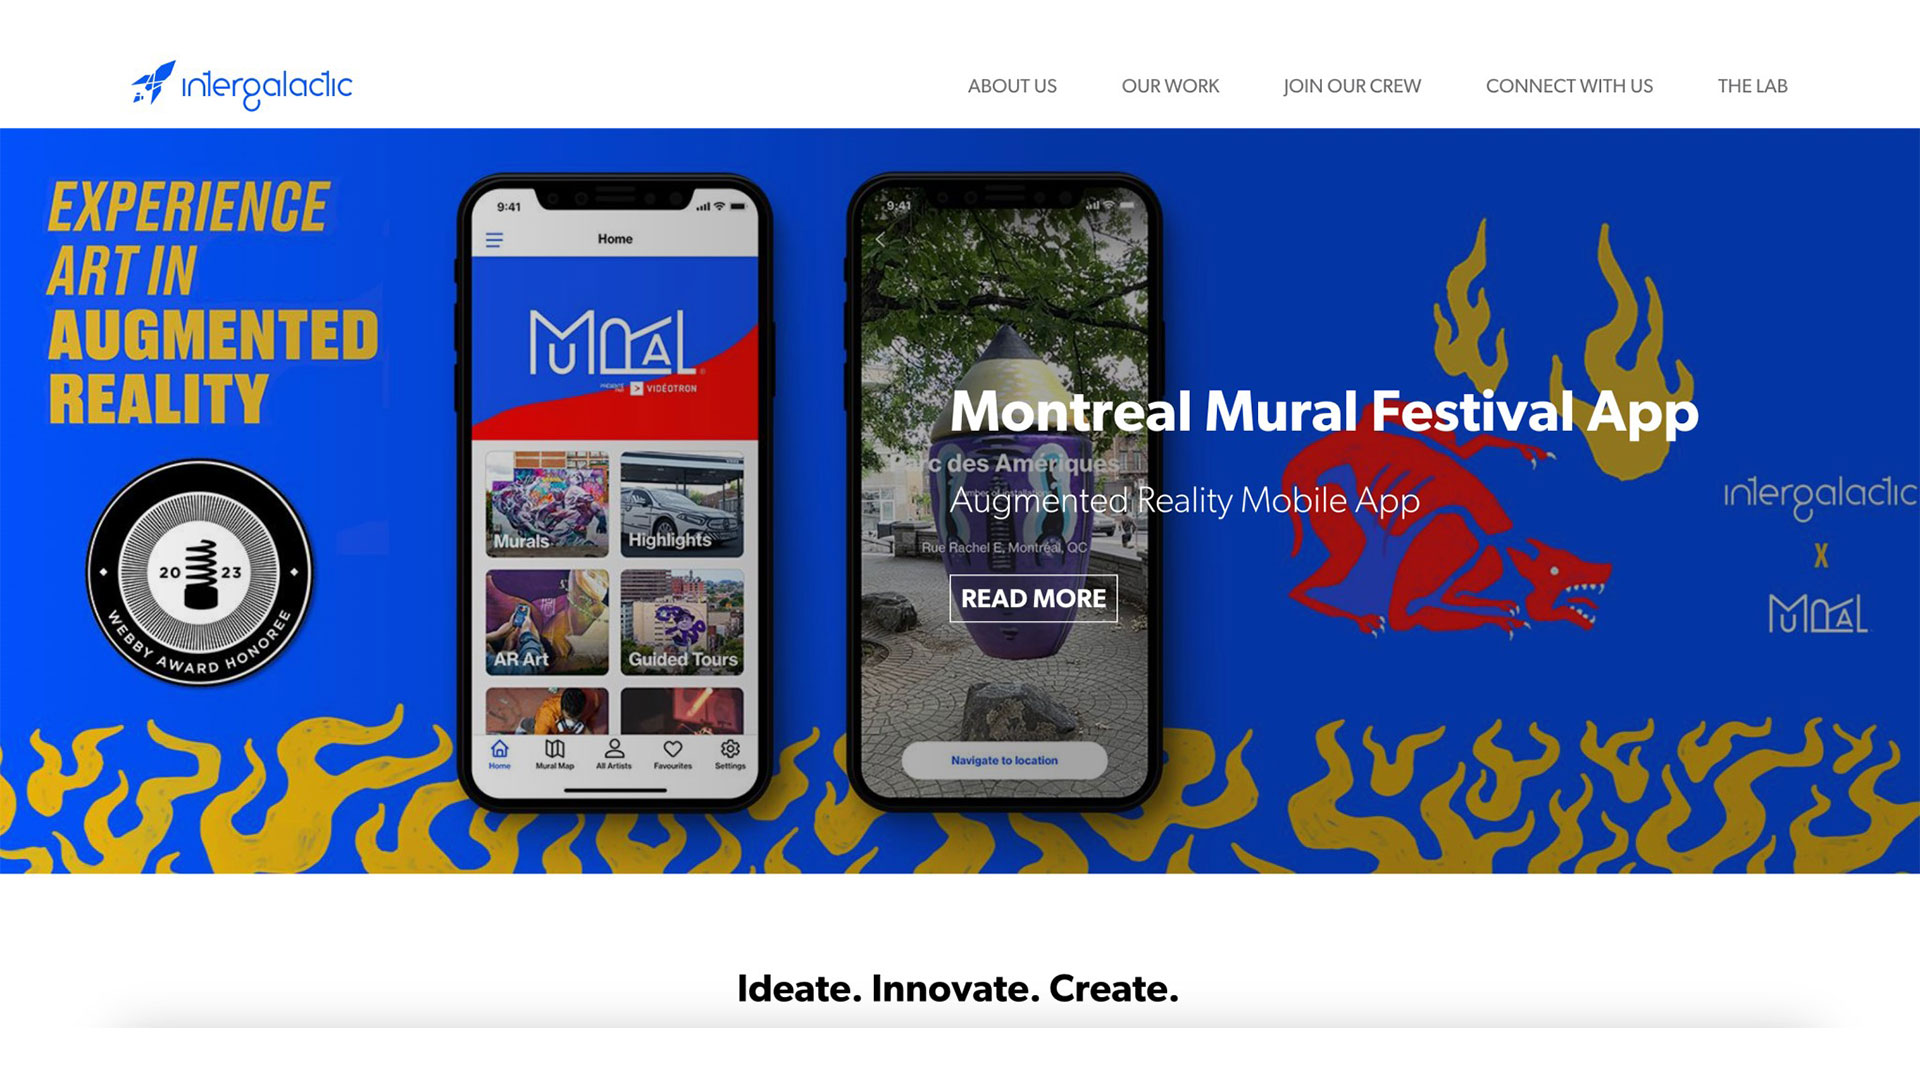 intergalactic
ABOUT US
OUR WORK
JOIN OUR CREW
CONNECT WITH US
THE LAB
EXPERIENCE
ART IN
AUGMENTED
REALITY
20 23
WEBBY AWARD HONOREE
9:41
Home
MURAL
VIDÉOTRON
Murals
Highlights
AR Art
Guided Tours
Home
Mural Map
All Artists
Favourites
Settings
9:41
Montreal Mural Festival App
Parc des Amériques
Augmented Reality Mobile App
Rue Rachel E, Montréal, QC
READ MORE
Navigate to location
intergalactic
X
MURAL
Ideate. Innovate. Create.